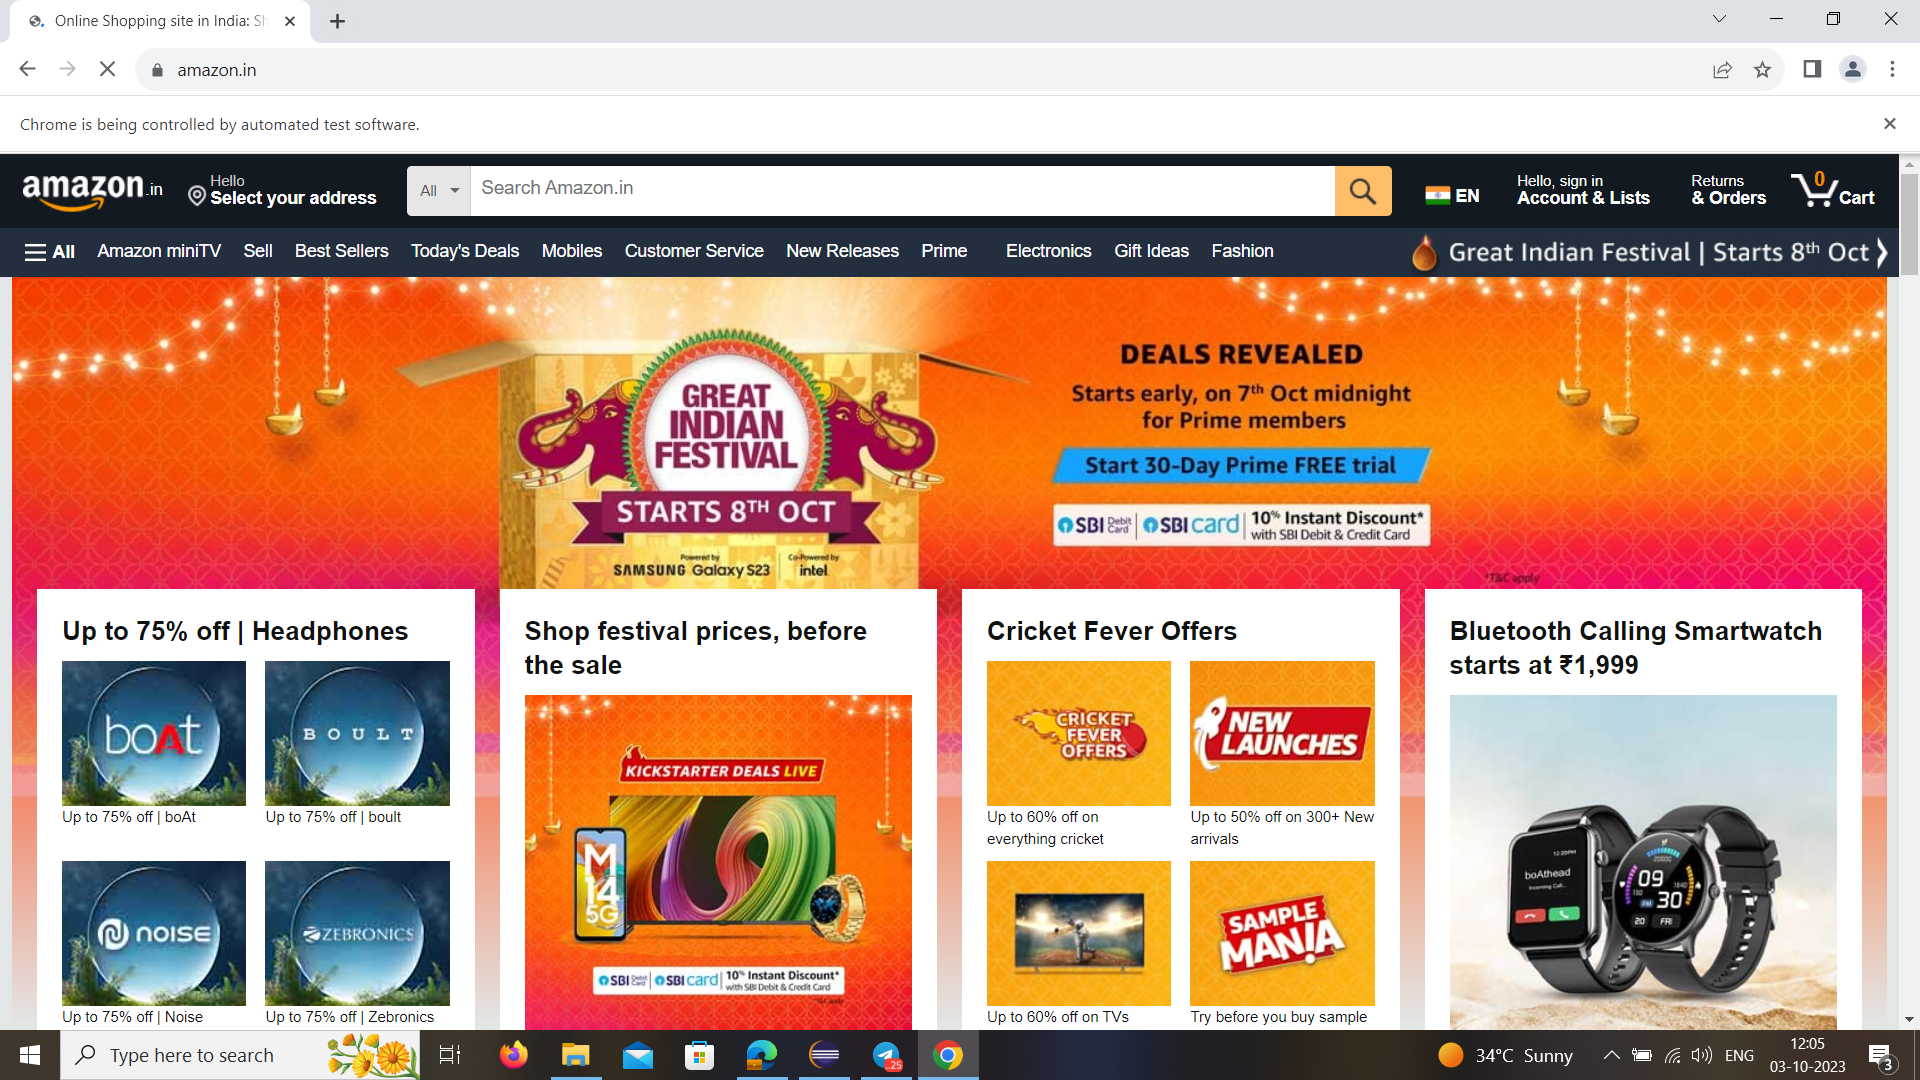 Online Shopping site in India: Sh
amazon.in
Chrome is being controlled by automated test software.
amazon.in
Hello
Select your address
All
Search Amazon.in
EN
Hello, sign in
Account & Lists
Returns
& Orders
0
Cart
All
Amazon miniTV
Sell
Best Sellers
Today's Deals
Mobiles
Customer Service
New Releases
Prime
Electronics
Gift Ideas
Fashion
Great Indian Festival | Starts 8th Oct
GREAT
INDIAN
FESTIVAL
STARTS 8TH OCT
Powered by
SAMSUNG Galaxy S23
Co-Powered by
intel
DEALS REVEALED
Starts early, on 7th Oct midnight
for Prime members
Start 30-Day Prime FREE trial
SBI Debit Card | SBI card | 10% Instant Discount*
with SBI Debit & Credit Card
*T&C apply
Up to 75% off | Headphones
boAt
BOULT
Up to 75% off | boAt
Up to 75% off | boult
noise
ZEBRONICS
Up to 75% off | Noise
Up to 75% off | Zebronics
Shop festival prices, before
the sale
KICKSTARTER DEALS LIVE
M
14
5G
SBI Debit Card | SBI card | 10% Instant Discount*
with SBI Debit & Credit Card
*T&C apply
Cricket Fever Offers
CRICKET
FEVER
OFFERS
NEW
LAUNCHES
Up to 60% off on
everything cricket
Up to 50% off on 300+ New
arrivals
SAMPLE
MANIA
Up to 60% off on TVs
Try before you buy sample
Bluetooth Calling Smartwatch
starts at ₹1,999
12:20PM
boAthead
Incoming Call...
09
30
PM
20
FRI
Type here to search
..25
34°C Sunny
ENG
12:05
03-10-2023
3